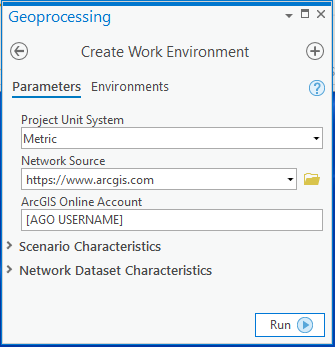 Geoprocessing
Create Work Environment
Parameters Environments
Project Unit System
Metric
Network Source
https://www.arcgis.com
ArcGIS Online Account
[AGO USERNAME]
Scenario Characteristics
Network Dataset Characteristics
Run